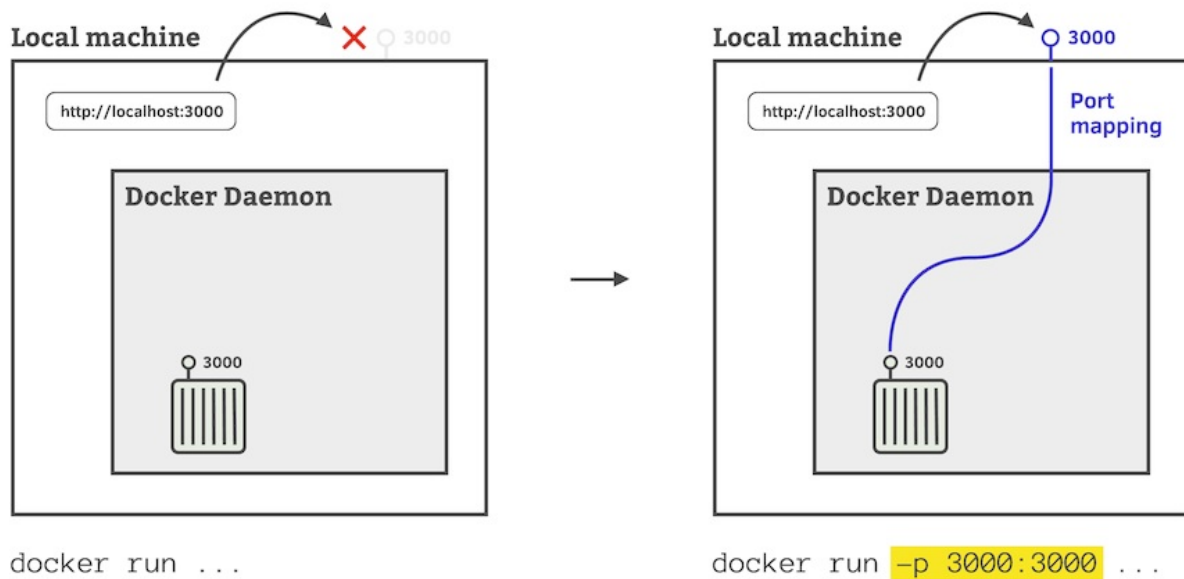 Local machine
3000
http://localhost:3000
Docker Daemon
3000
docker run ...
Local machine
3000
http://localhost:3000
Port
mapping
Docker Daemon
3000
docker run -p 3000:3000 ...